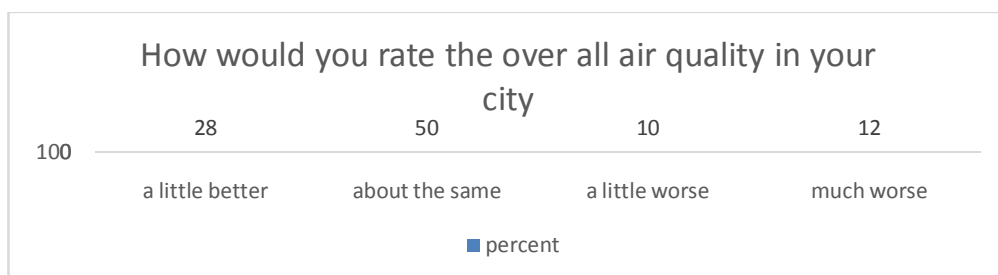 How would you rate the over all air quality in your
city
28 50 10 12
100
a little better about the same a little worse much worse
percent